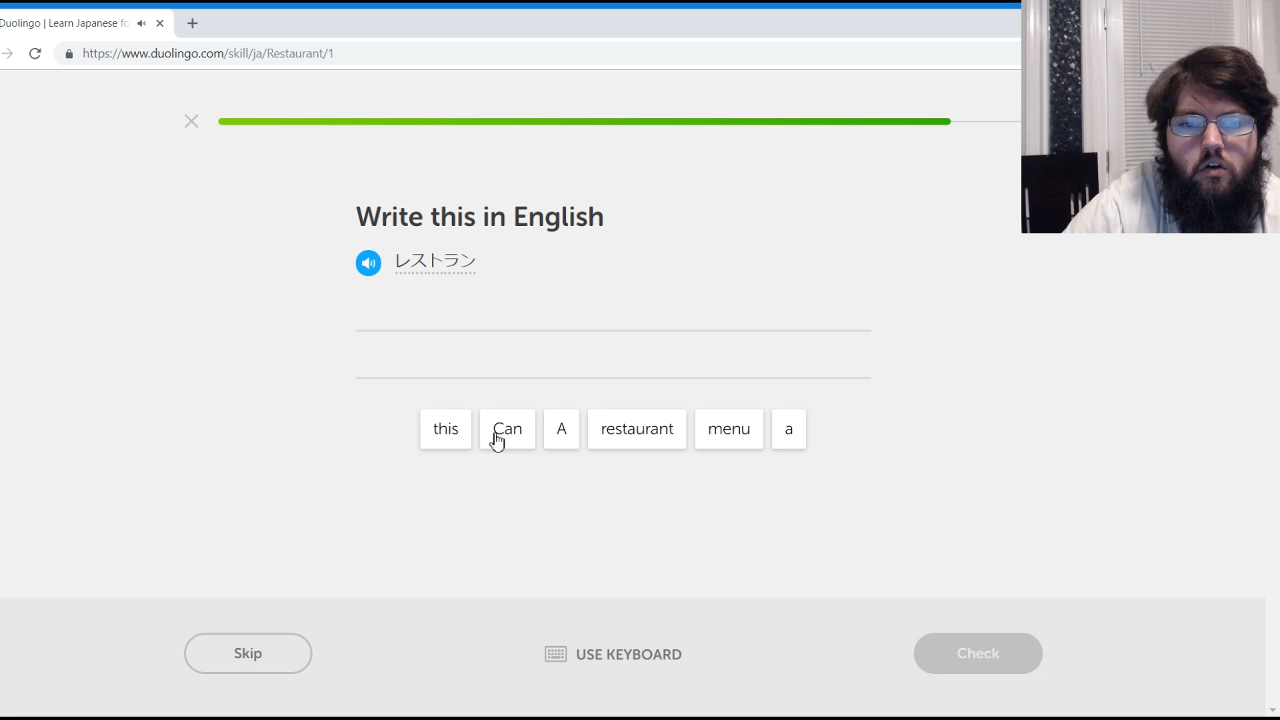 Duolingo | Learn Japanese fo
https://www.duolingo.com/skill/ja/Restaurant/1
Write this in English
レストラン
this Can A restaurant menu a
Skip USE KEYBOARD Check